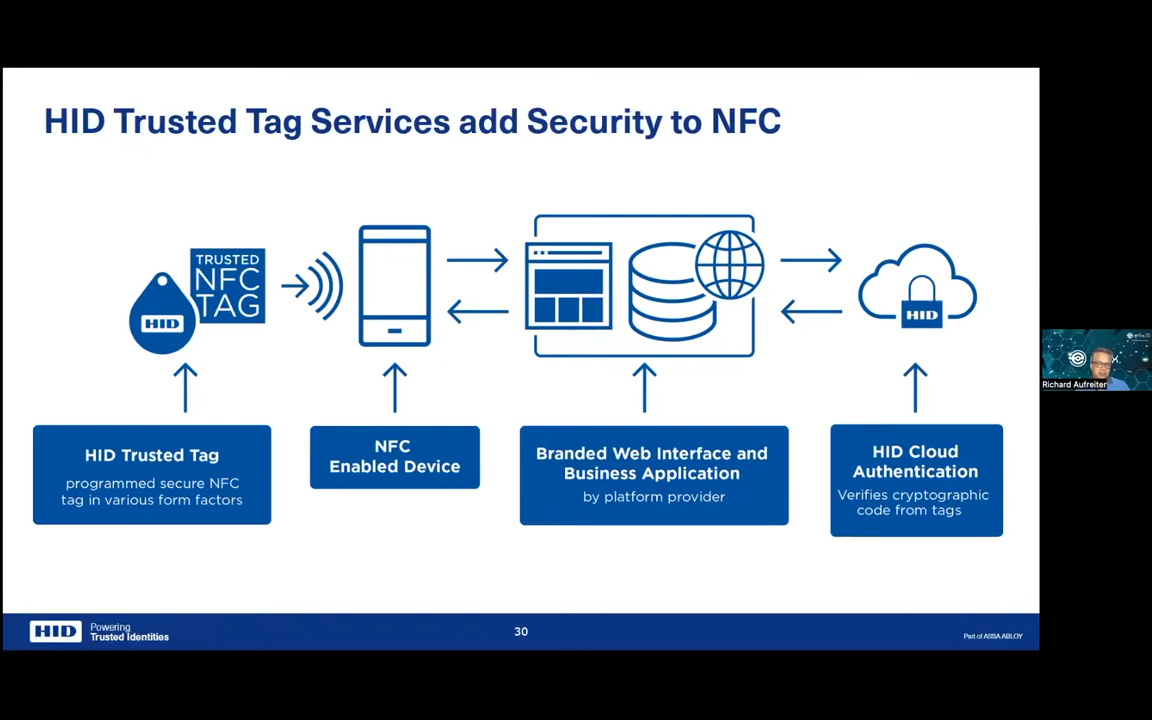 HID Trusted Tag Services add Security to NFC
TRUSTED
NFC
TAG
HID
HID
HID Trusted Tag
programmed secure NFC
tag in various form factors
NFC
Enabled Device
Branded Web Interface and
Business Application
by platform provider
HID Cloud
Authentication
Verifies cryptographic
code from tags
Richard Aufreiter
HID
Powering
Trusted Identities
30
Part of ASSA ABLOY